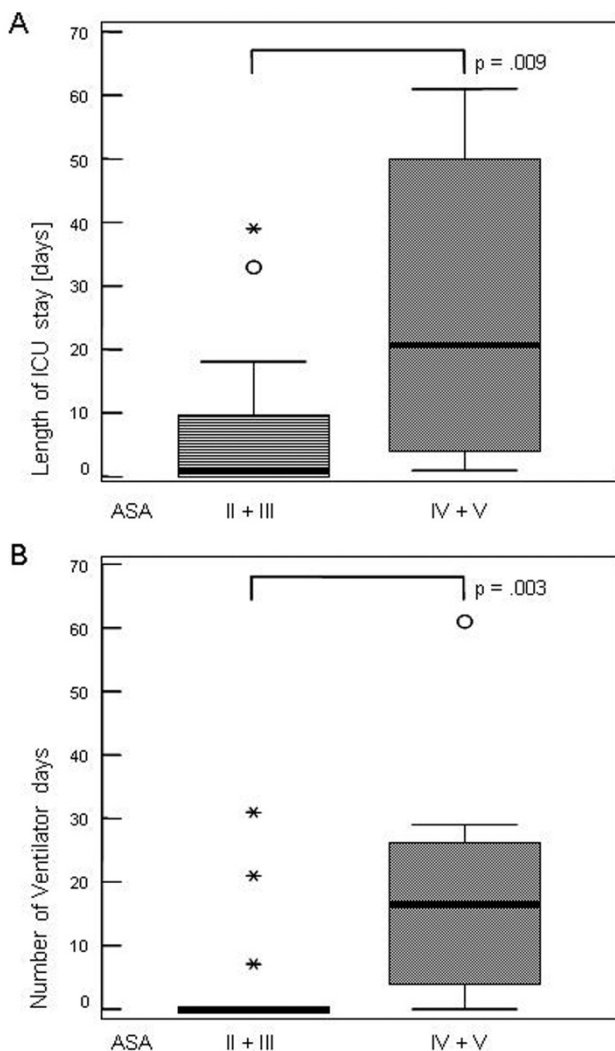 A
70
p = .009
60
50
40
30
20
10
0
Length of ICU stay [days]
ASA II + III IV + V
B
70
p = .003
60
50
40
30
20
10
0
Number of Ventilator days
ASA II + III IV + V